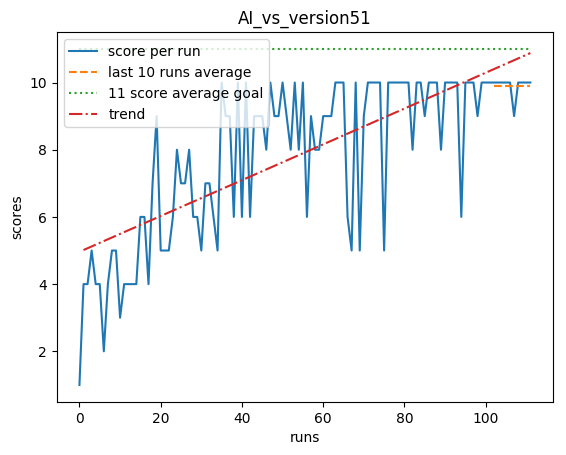 AI_vs_version51
score per run
last 10 runs average
11 score average goal
trend
scores
10
8
6
4
2
0
20
40
60
80
100
runs